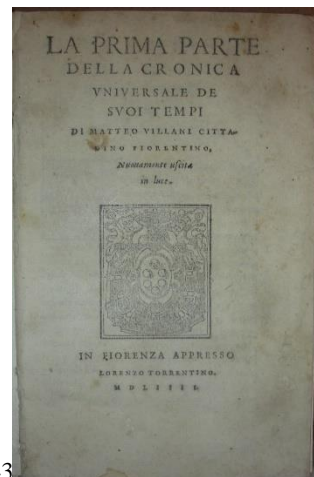 LA PRIMA PARTE
DELLA CRONICA
VNIVERSALE DE
SVOI TEMPI
DI MATTEO VILLANI CITTA-
DINO FIORENTINO,
Nuouamente uscita
in luce.
IN FIORENZA APPRESSO
LORENZO TORRENTINO.
M D L I I I I.
3